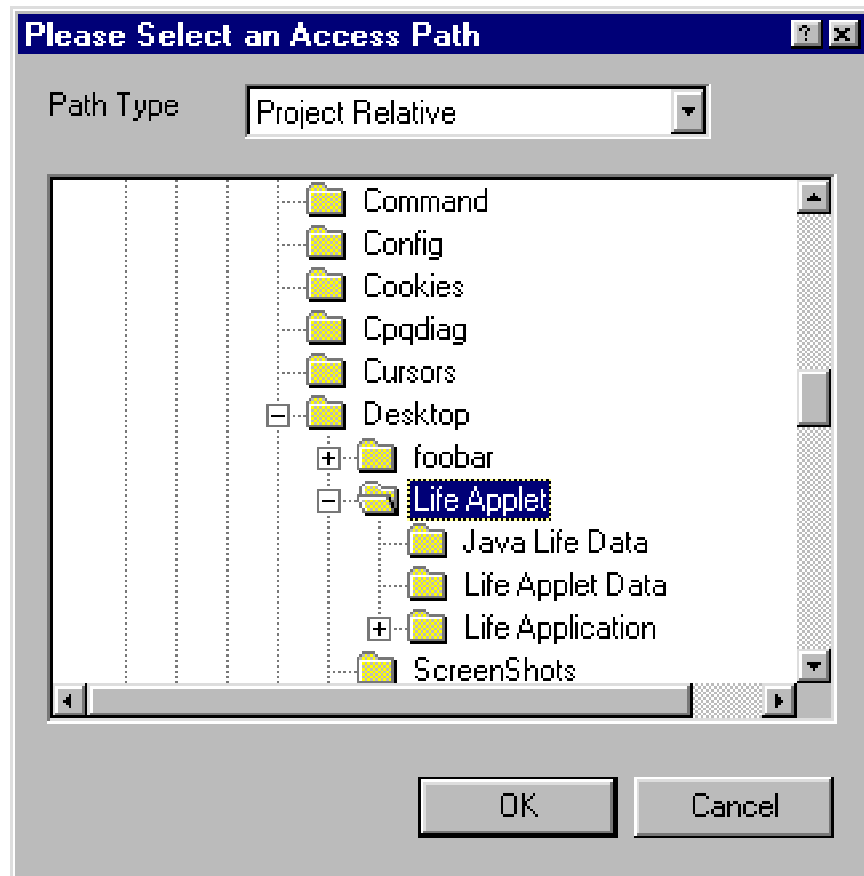 Please Select an Access Path
Path Type
Project Relative
Command
Config
Cookies
Cpqdiag
Cursors
Desktop
foobar
Life Applet
Java Life Data
Life Applet Data
Life Application
ScreenShots
OK
Cancel